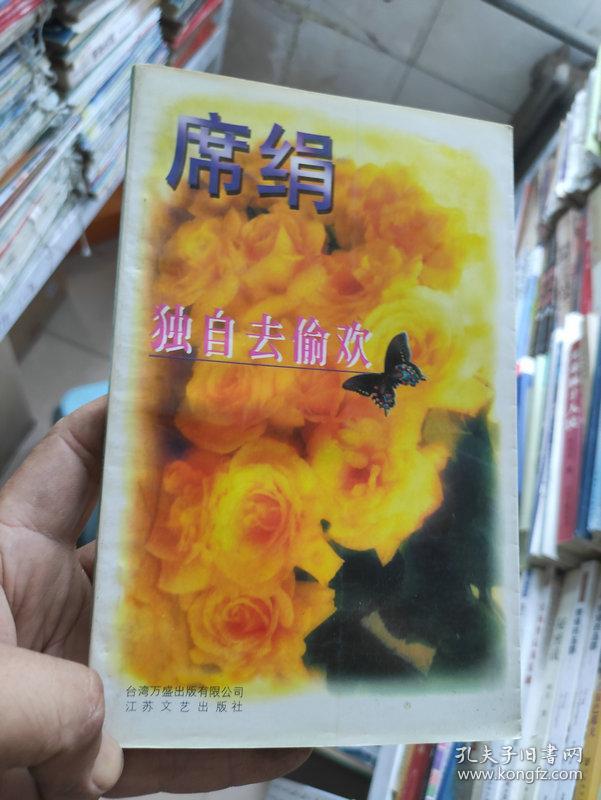 席绢
独自去偷欢
台湾万盛出版有限公司
江苏文艺出版社
孔夫子旧书网
www.kongfz.com